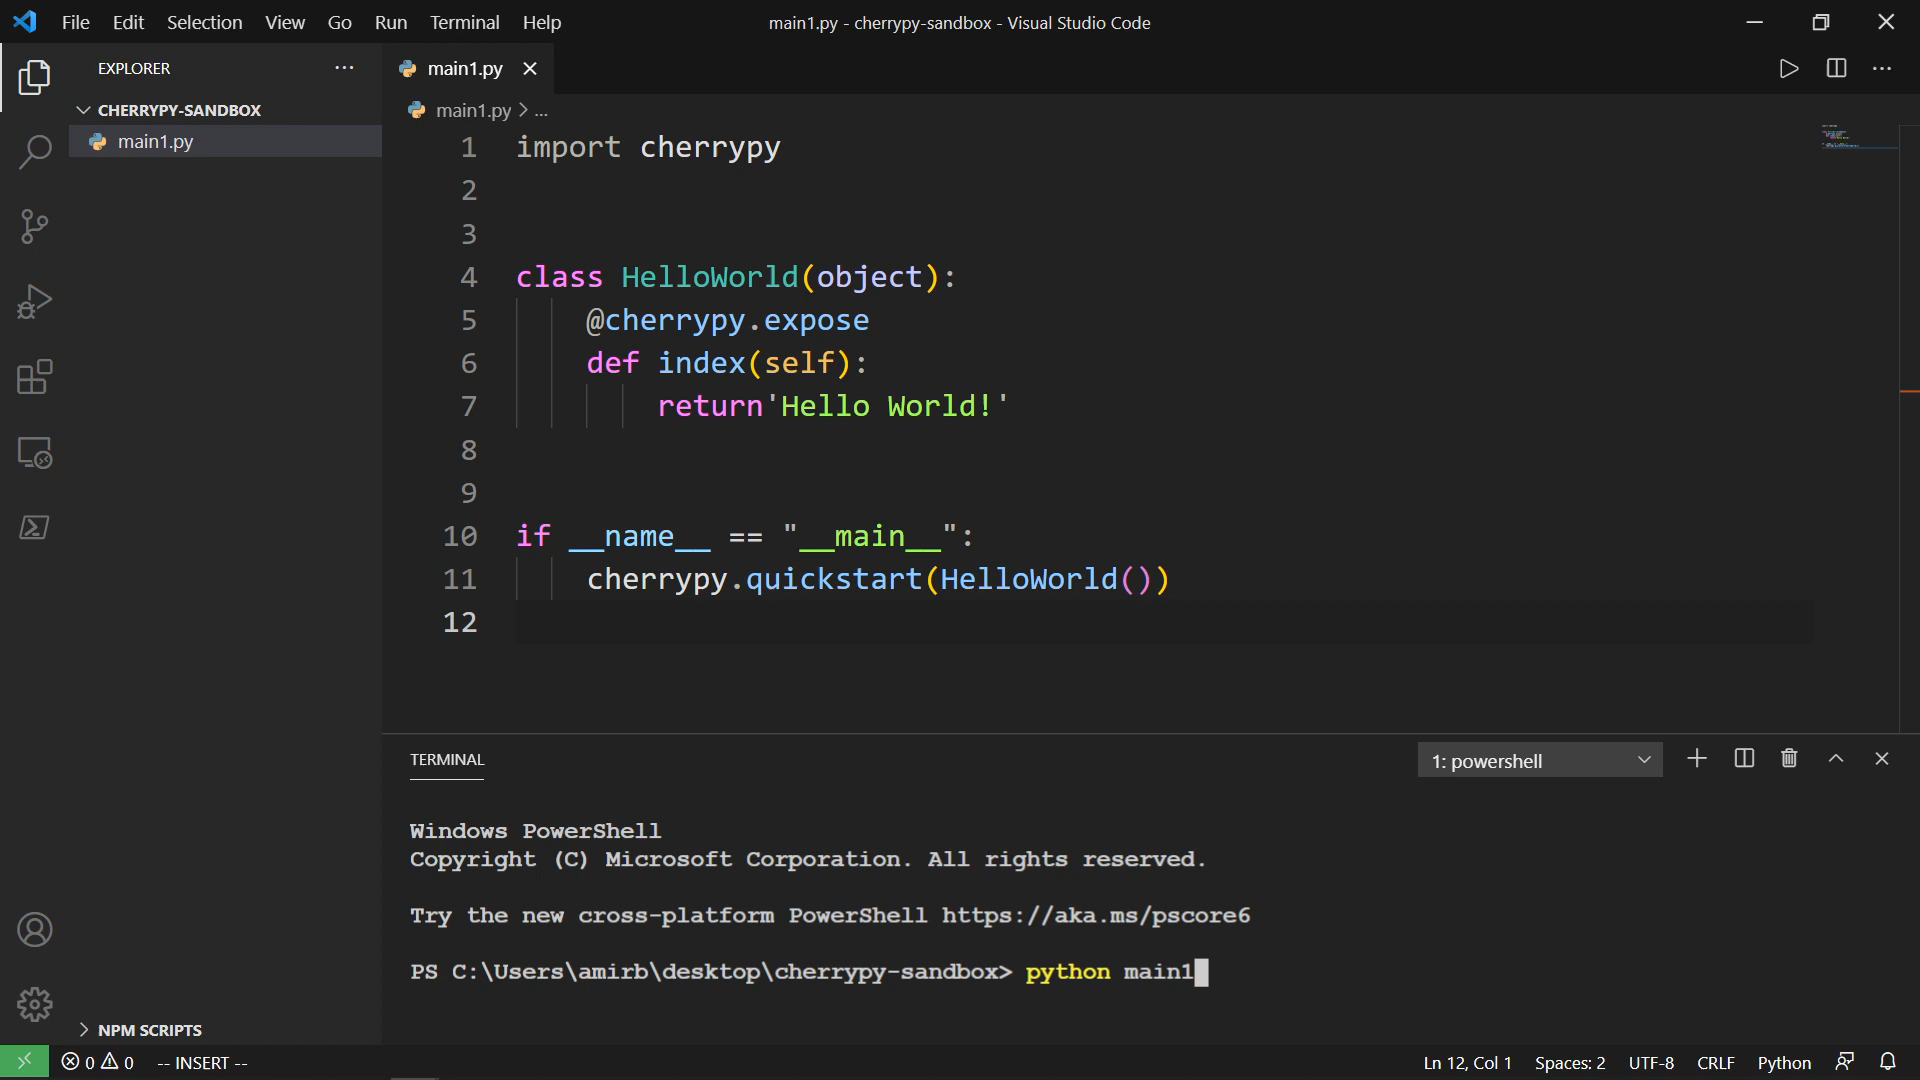 File Edit Selection View Go Run Terminal Help
main1.py - cherrypy-sandbox - Visual Studio Code
EXPLORER
CHERRYPY-SANDBOX
main1.py
NPM SCRIPTS
main1.py
main1.py > ...
1 import cherrypy
2
3
4 class HelloWorld(object):
5 @cherrypy.expose
6 def index(self):
7 return'Hello World!'
8
9
10 if __name__ == "__main__":
11 cherrypy.quickstart(HelloWorld())
12
TERMINAL
1: powershell
Windows PowerShell
Copyright (C) Microsoft Corporation. All rights reserved.
Try the new cross-platform PowerShell https://aka.ms/pscore6
PS C:\Users\amirb\desktop\cherrypy-sandbox> python main1
0 0 -- INSERT --
Ln 12, Col 1 Spaces: 2 UTF-8 CRLF Python